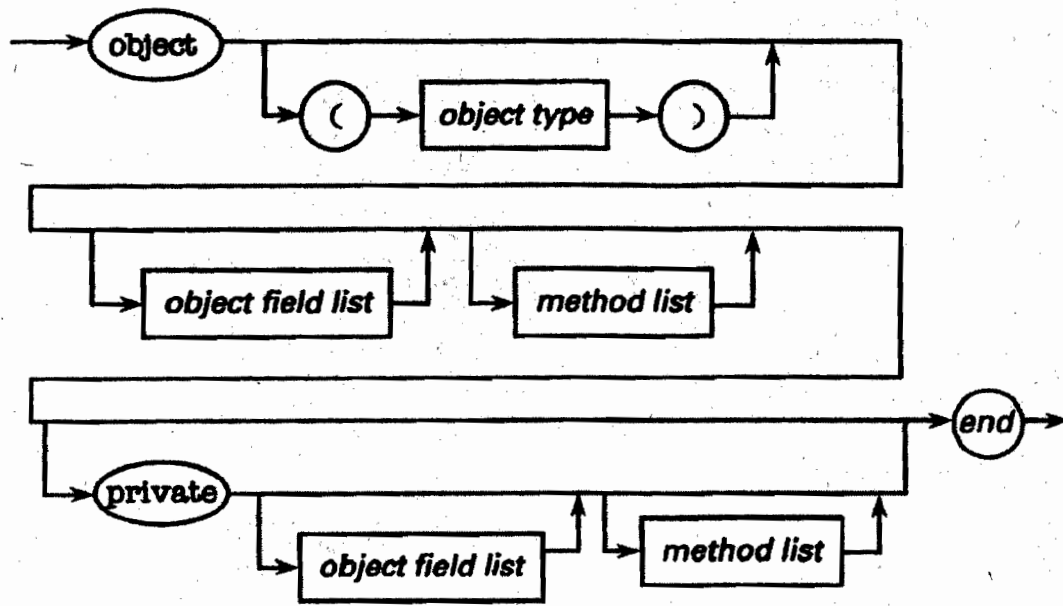 object
( object type )
object field list method list
end
private
object field list method list